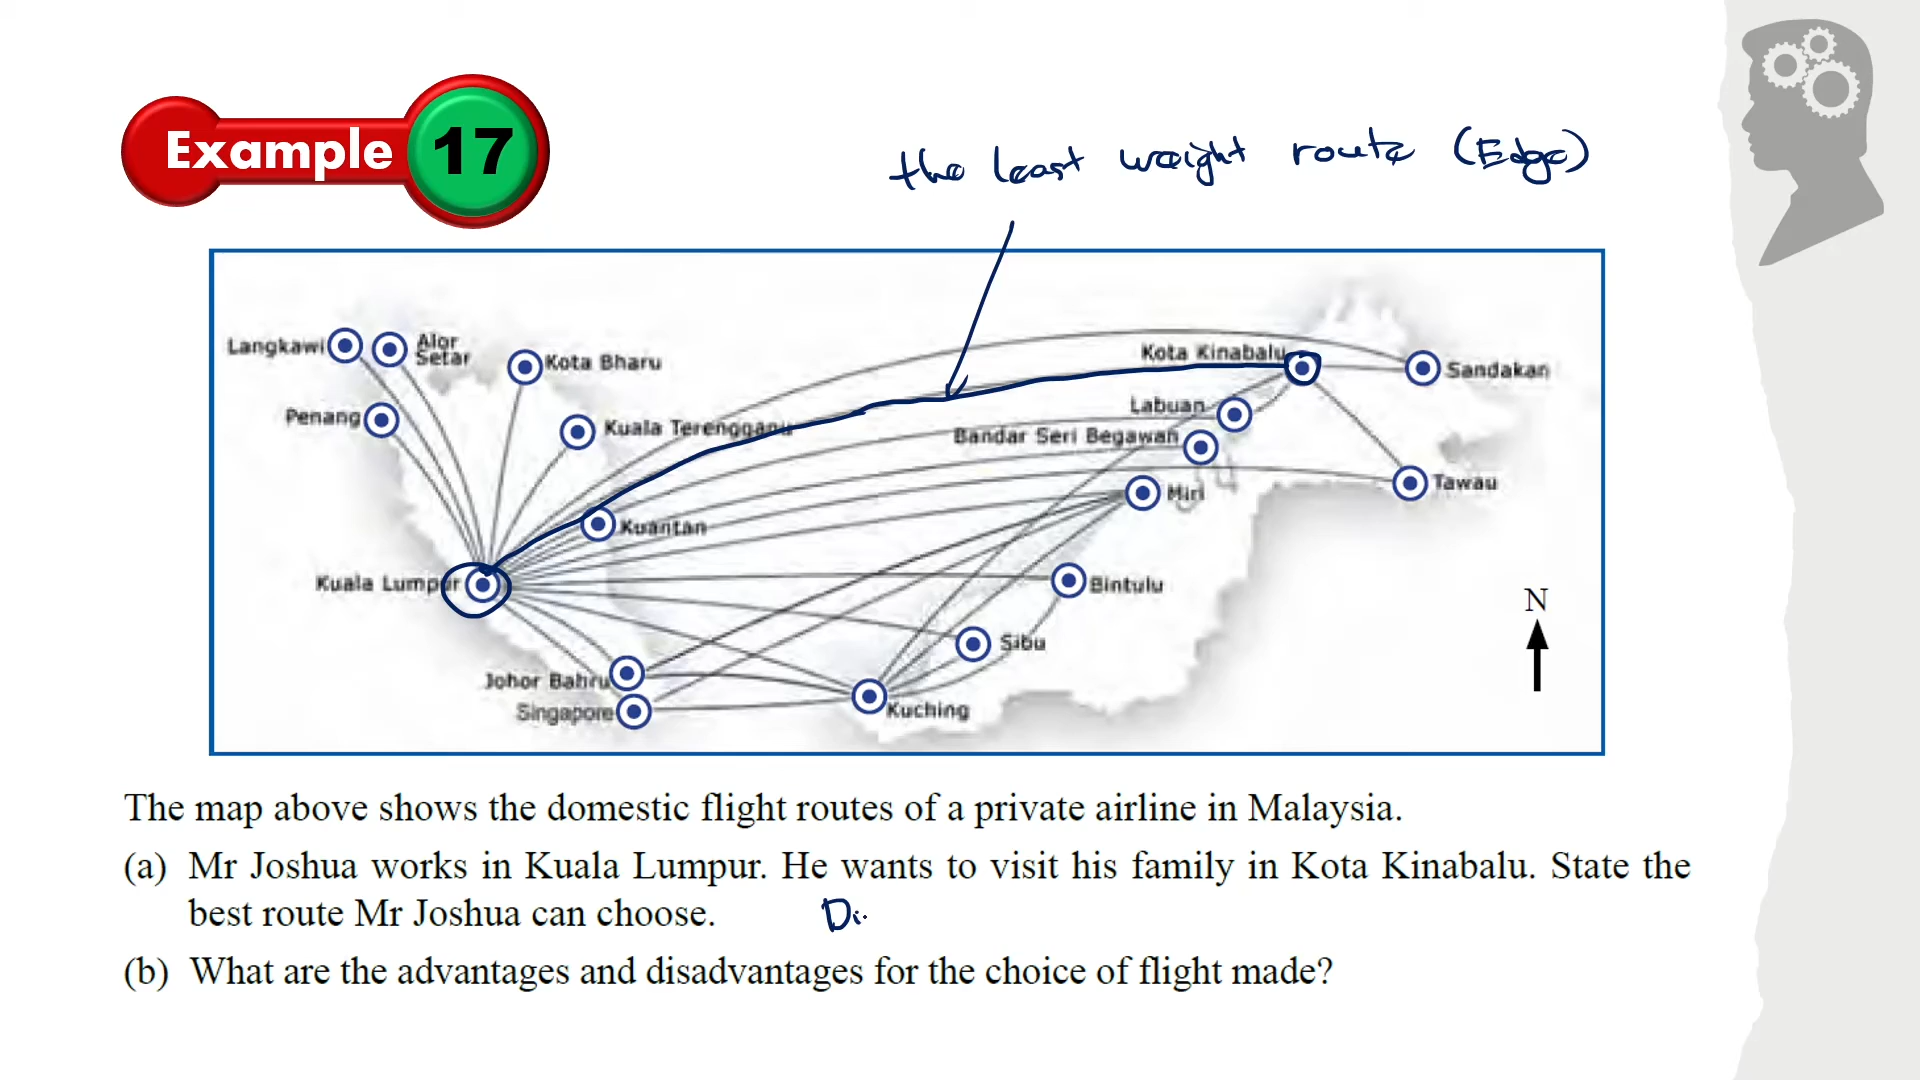 Example 17
the least weight route (Edge)
Langkawi
Alor
Setar
Kota Bharu
Penang
Kuala Terengganu
Kota Kinabalu
Sandakan
Labuan
Bandar Seri Begawan
Miri
Tawau
Kuantan
Kuala Lumpur
Bintulu
Sibu
N
Johor Bahru
Singapore
Kuching
The map above shows the domestic flight routes of a private airline in Malaysia.
(a) Mr Joshua works in Kuala Lumpur. He wants to visit his family in Kota Kinabalu. State the
best route Mr Joshua can choose. Di
(b) What are the advantages and disadvantages for the choice of flight made?